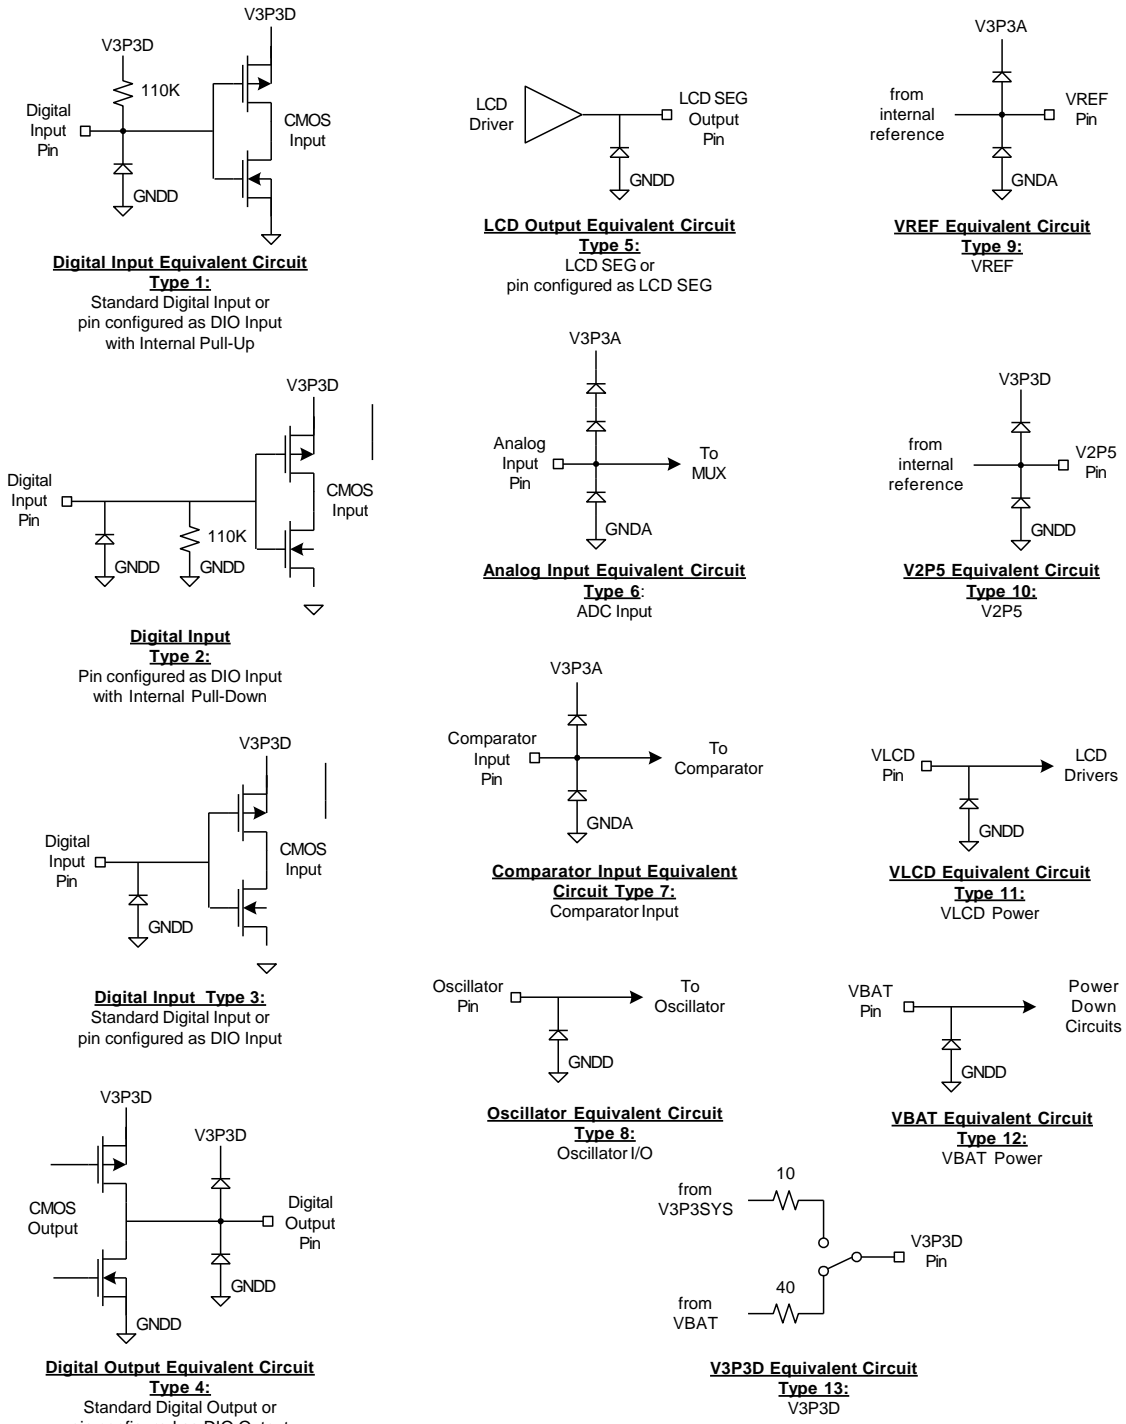 V3P3D
V3P3D
110K
Digital
Input
Pin
CMOS
Input
GNDD
Digital Input Equivalent Circuit
Type 1:
Standard Digital Input or
pin configured as DIO Input
with Internal Pull-Up
V3P3D
Digital
Input
Pin
CMOS
Input
110K
GNDD
GNDD
Digital Input
Type 2:
Pin configured as DIO Input
with Internal Pull-Down
V3P3D
Digital
Input
Pin
CMOS
Input
GNDD
Digital Input Type 3:
Standard Digital Input or
pin configured as DIO Input
V3P3D
V3P3D
CMOS
Output
Digital
Output
Pin
GNDD
GNDD
Digital Output Equivalent Circuit
Type 4:
Standard Digital Output or
LCD
Driver
LCD SEG
Output
Pin
GNDD
LCD Output Equivalent Circuit
Type 5:
LCD SEG or
pin configured as LCD SEG
V3P3A
Analog
Input
Pin
To
MUX
GNDA
Analog Input Equivalent Circuit
Type 6:
ADC Input
V3P3A
Comparator
Input
Pin
To
Comparator
GNDA
Comparator Input Equivalent
Circuit Type 7:
Comparator Input
Oscillator
Pin
To
Oscillator
GNDD
Oscillator Equivalent Circuit
Type 8:
Oscillator I/O
V3P3A
from
internal
reference
VREF
Pin
GNDA
VREF Equivalent Circuit
Type 9:
VREF
V3P3D
from
internal
reference
V2P5
Pin
GNDD
V2P5 Equivalent Circuit
Type 10:
V2P5
VLCD
Pin
LCD
Drivers
GNDD
VLCD Equivalent Circuit
Type 11:
VLCD Power
VBAT
Pin
Power
Down
Circuits
GNDD
VBAT Equivalent Circuit
Type 12:
VBAT Power
10
from
V3P3SYS
V3P3D
Pin
40
from
VBAT
V3P3D Equivalent Circuit
Type 13:
V3P3D